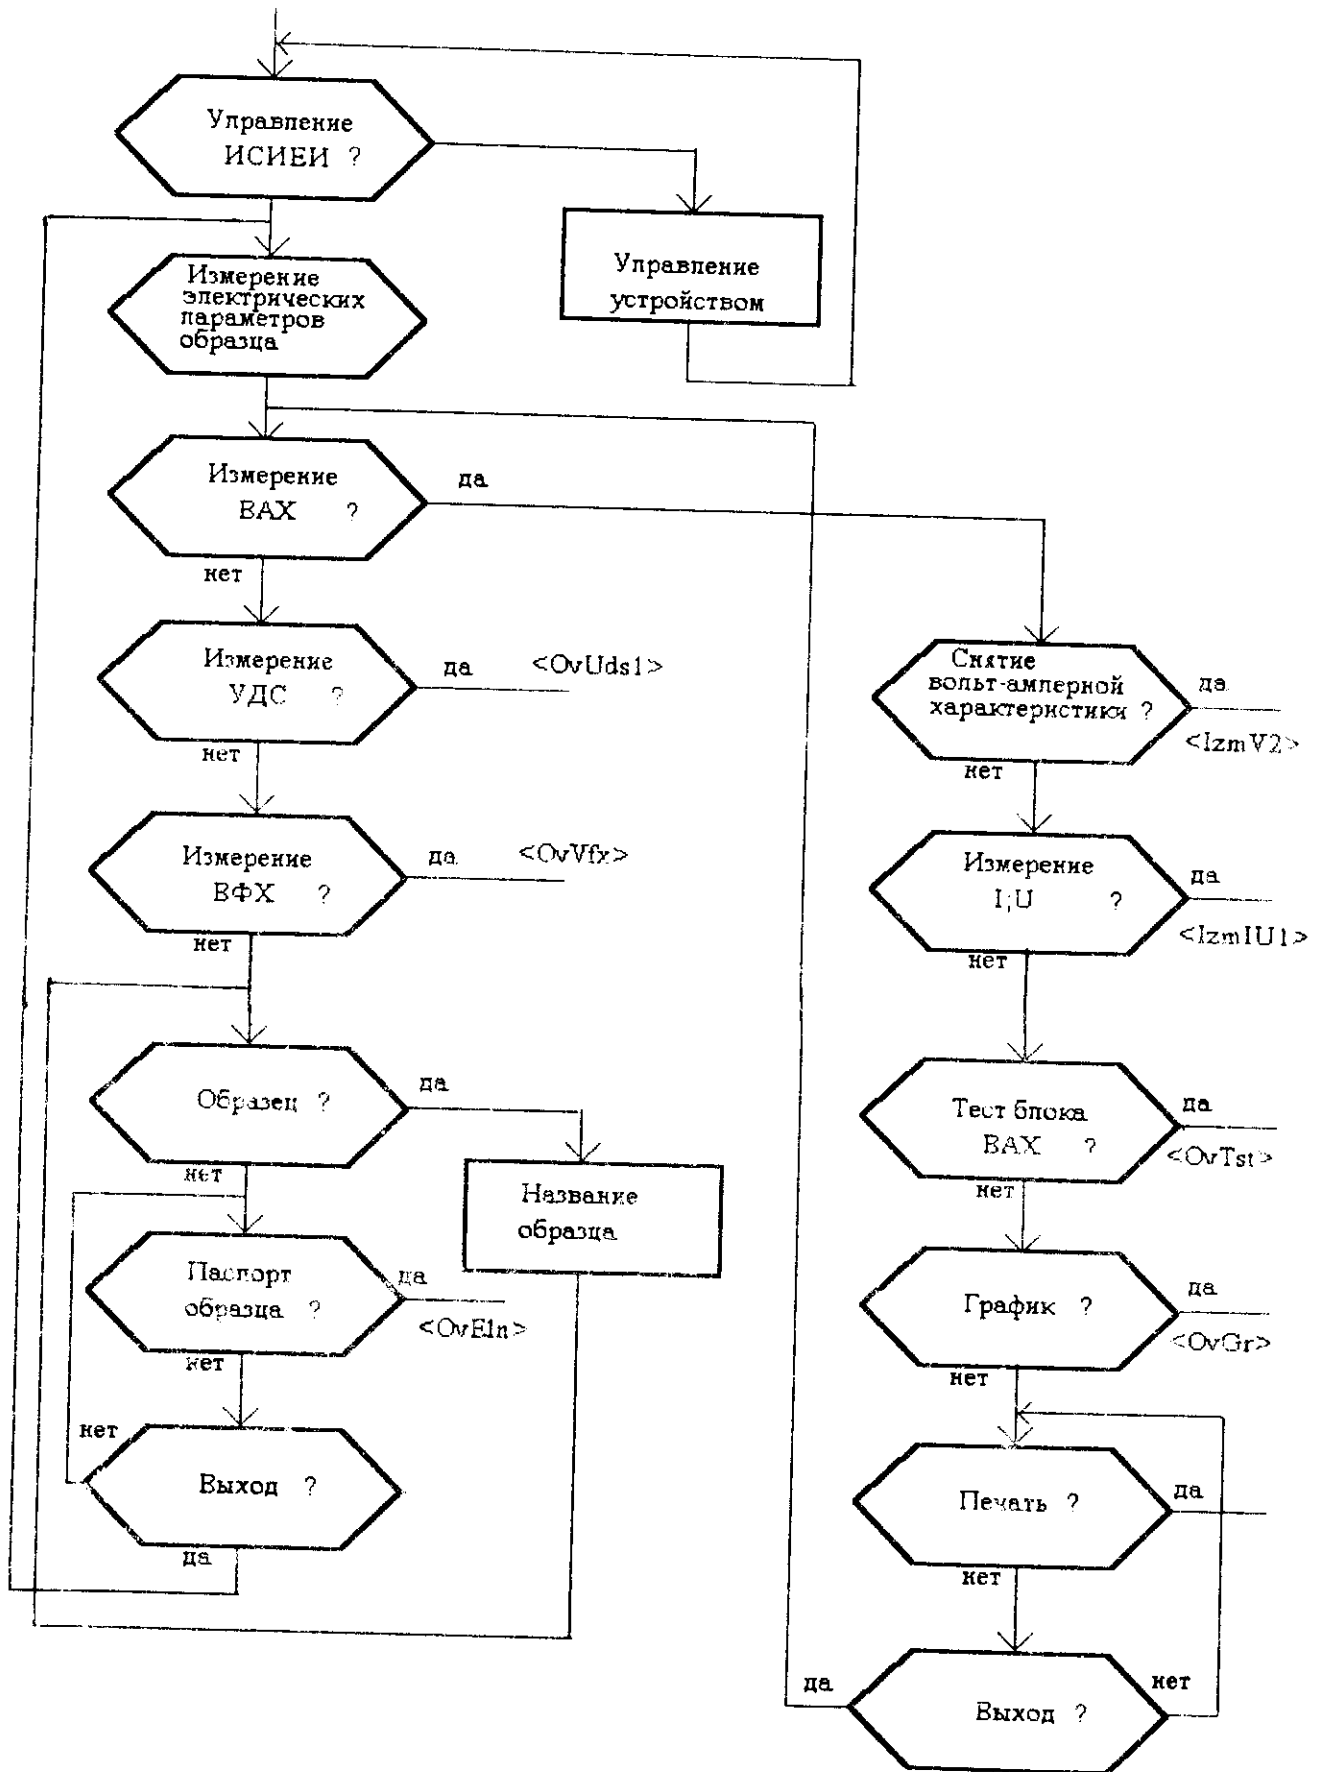 Управление
ИСИЕИ ?
Управление
устройством
Измерение
электрических
параметров
образца
Измерение
ВАХ ?
да
нет
Измерение
УДС ?
да
<OvUds1>
нет
Измерение
ВФХ ?
да
<OvVfx>
нет
Образец ?
да
нет
Название
образца
Паспорт
образца ?
да
<OvEln>
нет
нет
Выход ?
да
Снятие
вольт-амперной
характеристики ?
да
<IzmV2>
нет
Измерение
I;U ?
да
<IzmIU1>
нет
Тест блока
ВАХ ?
да
<OvTst>
нет
График ?
да
<OvGr>
нет
Печать ?
да
нет
да
нет
Выход ?